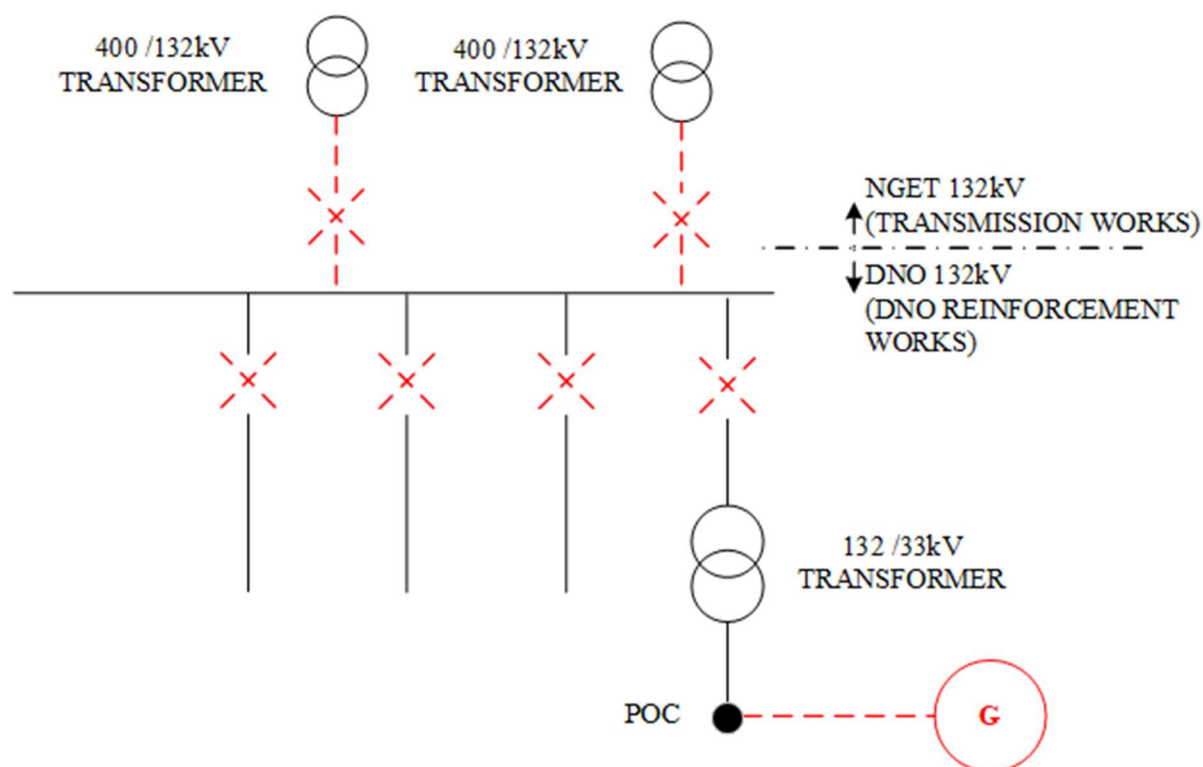 400 /132kV
TRANSFORMER
400 /132kV
TRANSFORMER
NGET 132kV
(TRANSMISSION WORKS)
DNO 132kV
(DNO REINFORCEMENT
WORKS)
132 /33kV
TRANSFORMER
POC
G